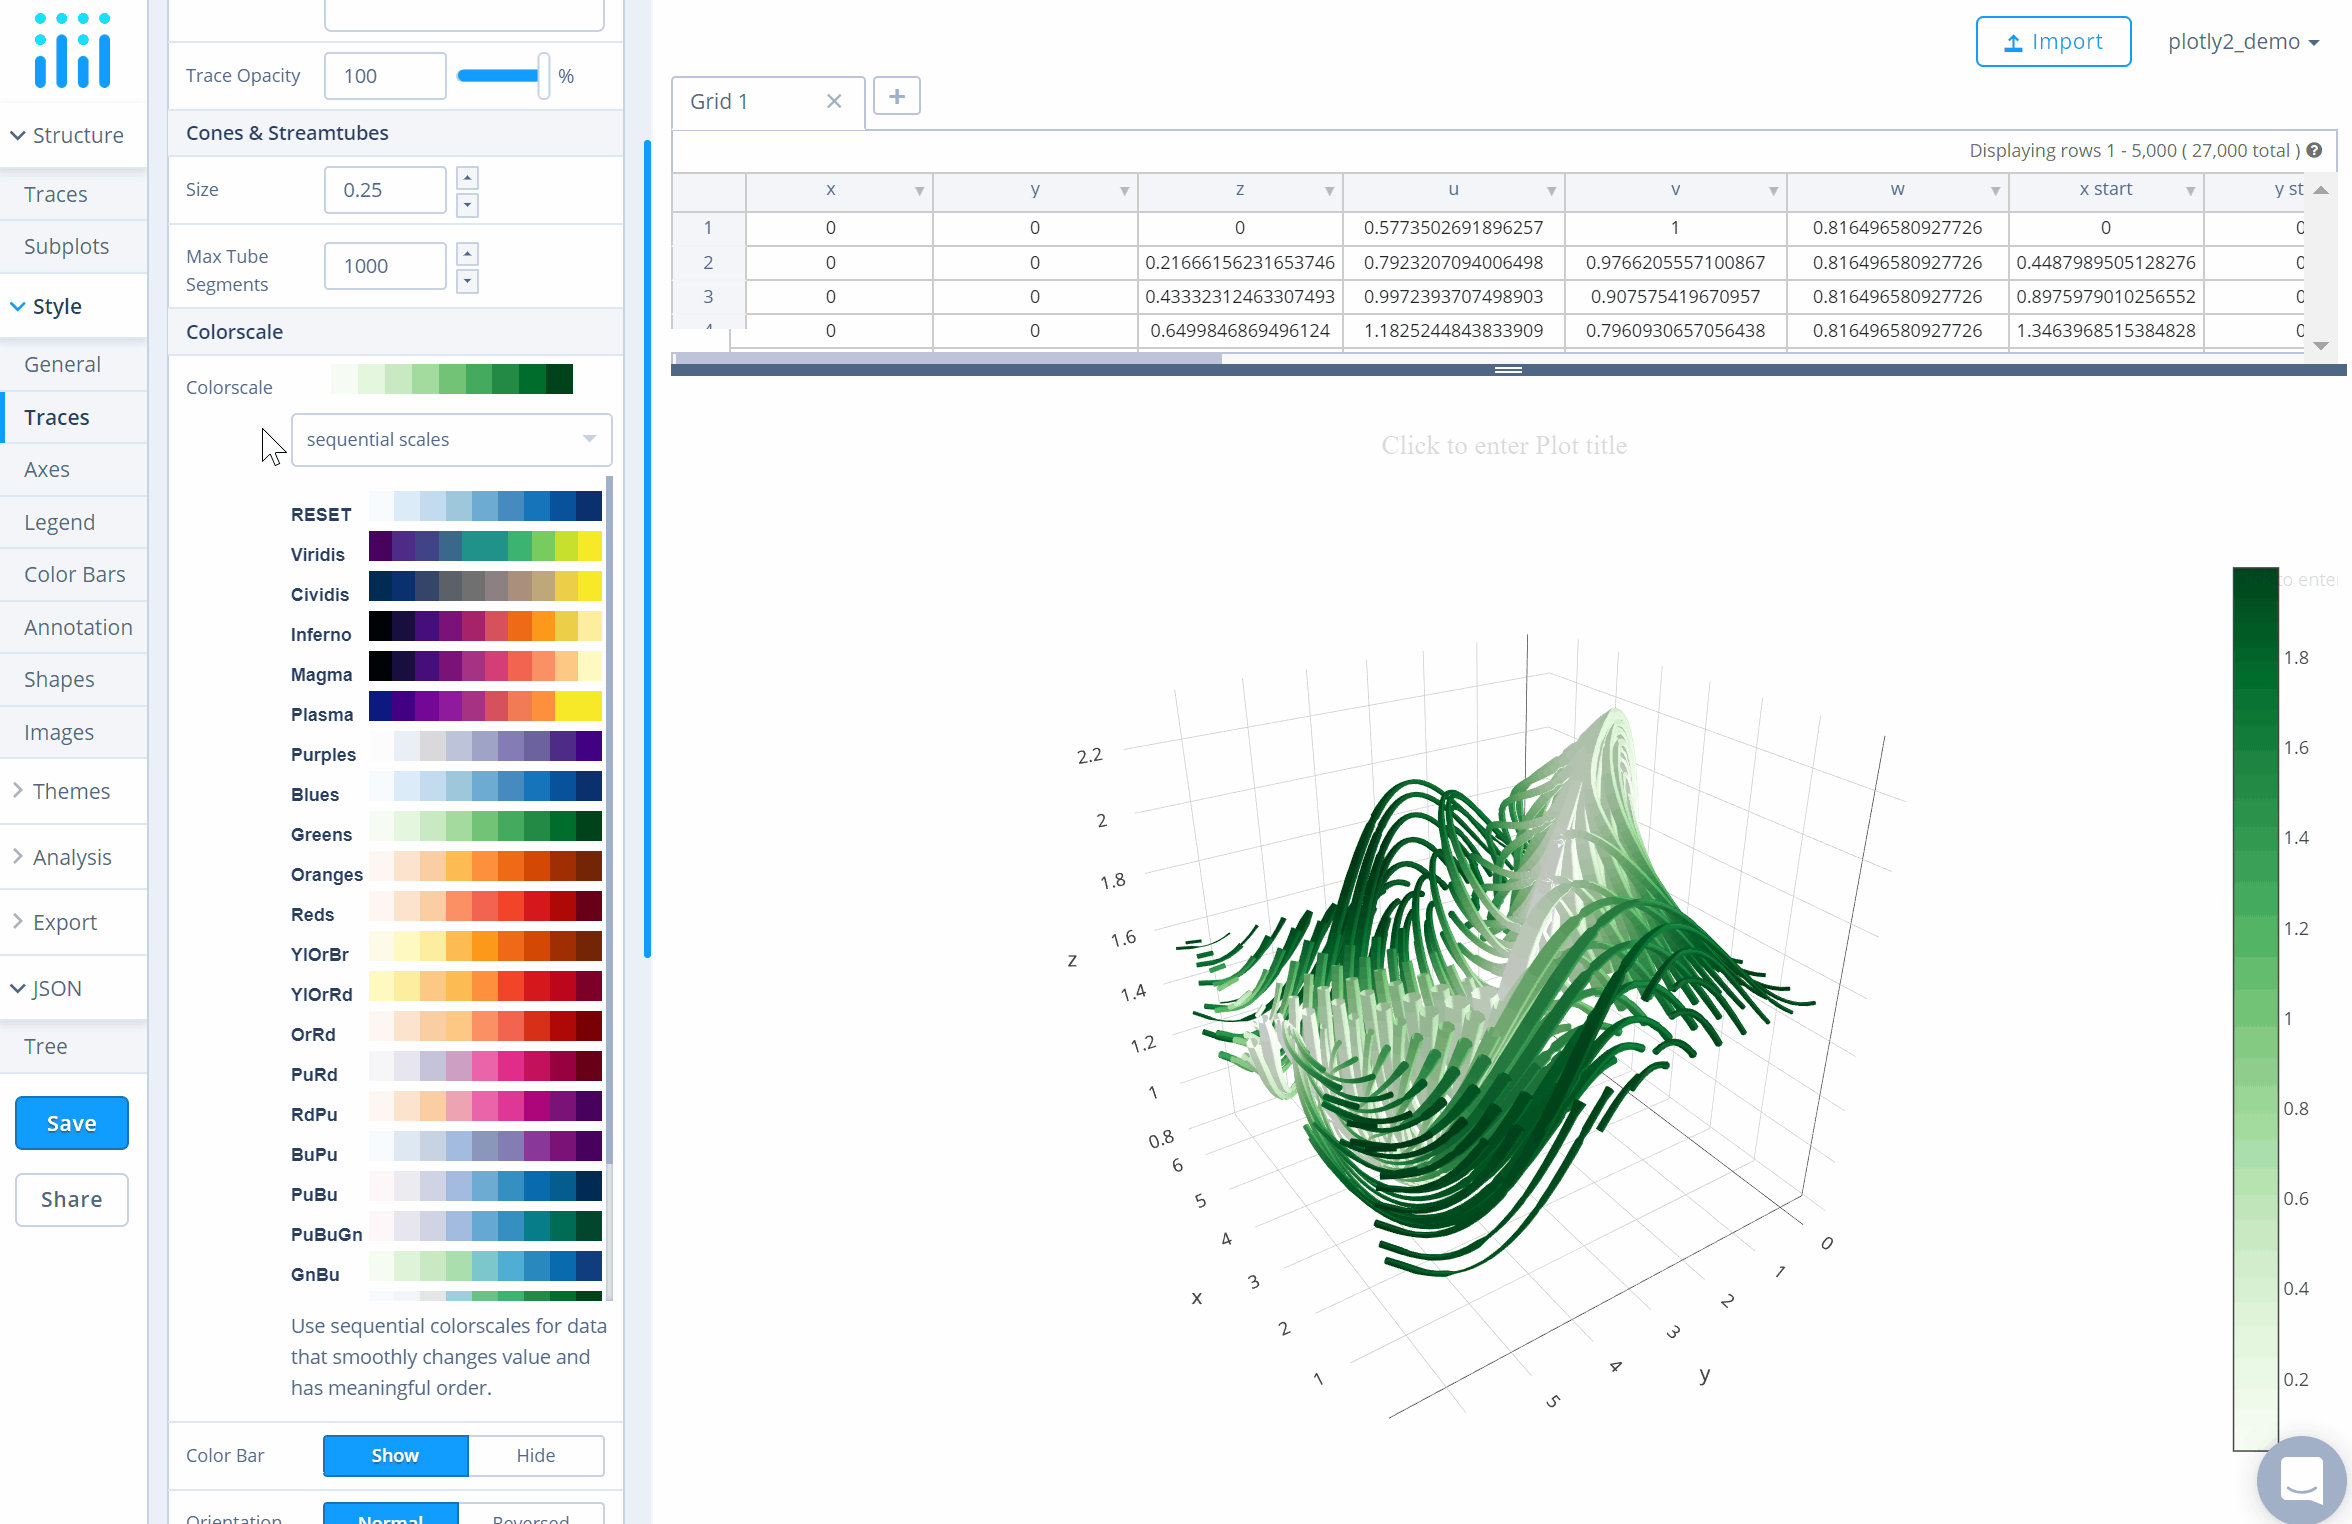 Import
plotly2_demo
Structure
Traces
Subplots
Style
General
Traces
Axes
Legend
Color Bars
Annotation
Shapes
Images
Themes
Analysis
Export
JSON
Tree
Save
Share
Trace Opacity 100 %
Cones & Streamtubes
Size 0.25
Max Tube
Segments
1000
Colorscale
Colorscale
sequential scales
RESET
Viridis
Cividis
Inferno
Magma
Plasma
Purples
Blues
Greens
Oranges
Reds
YlOrBr
YlOrRd
OrRd
PuRd
RdPu
BuPu
PuBu
PuBuGn
GnBu
Use sequential colorscales for data
that smoothly changes value and
has meaningful order.
Color Bar Show Hide
Orientation Normal Reversed
Grid 1
Displaying rows 1 - 5,000 ( 27,000 total )
x y z u v w x start y st
1 0 0 0 0.5773502691896257 1 0.816496580927726 0 0
2 0 0 0.21666156231653746 0.7923207094006498 0.9766205557100867 0.816496580927726 0.4487989505128276 0
3 0 0 0.43332312463307493 0.9972393707498903 0.907575419670957 0.816496580927726 0.8975979010256552 0
4 0 0 0.6499846869496124 1.1825244843833909 0.7960930657056438 0.816496580927726 1.3463968515384828 0
Click to enter Plot title
to enter
2.2
2
1.8
1.6
1.4
1.2
1
0.8
z
6
5
4
3
2
1
x
0
1
2
3
4
5
y
1.8
1.6
1.4
1.2
1
0.8
0.6
0.4
0.2